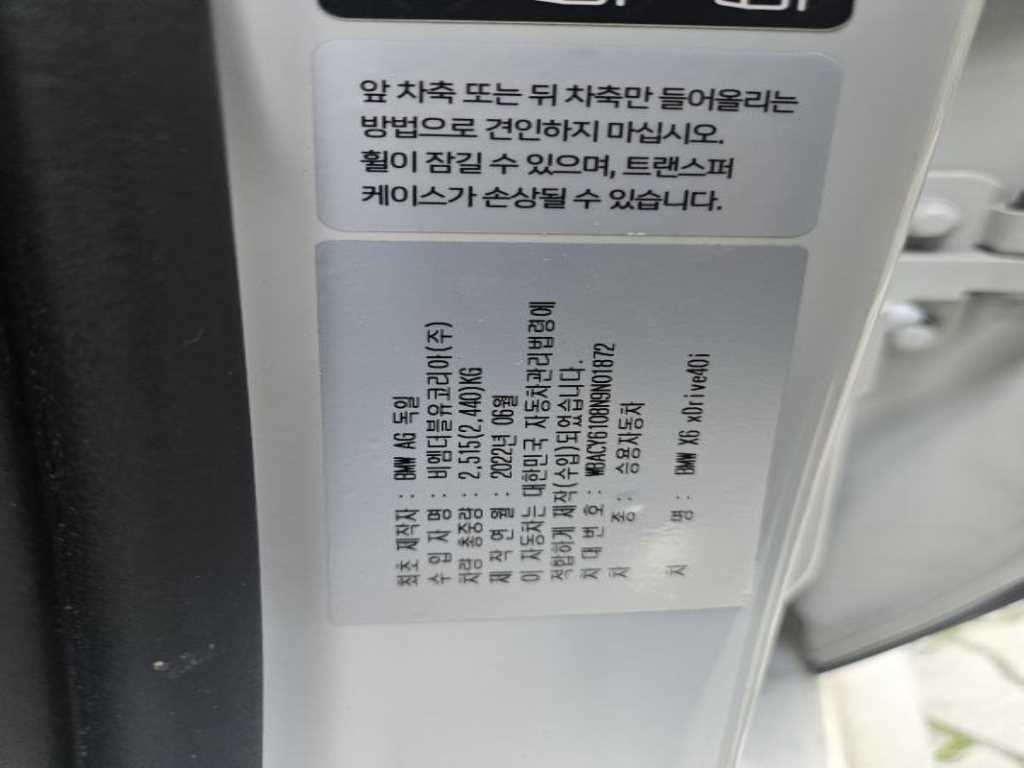 앞 차축 또는 뒤 차축만 들어올리는
방법으로 견인하지 마십시오.
휠이 잠길 수 있으며, 트랜스퍼
케이스가 손상될 수 있습니다.
최초 제작자 : BMW AG 독일
수 입 자 명 : 비엠더블유코리아(주)
차량 총중량 : 2,515(2,440)KG
제 작 연 월 : 2022년 06월
이 자동차는 대한민국 자동차관리법령에
적합하게 제작(수입)되었습니다.
차 대 번 호 : WBACY6108N9N01872
차 종 : 승용자동차
차 명 : BMW X6 xDrive40i